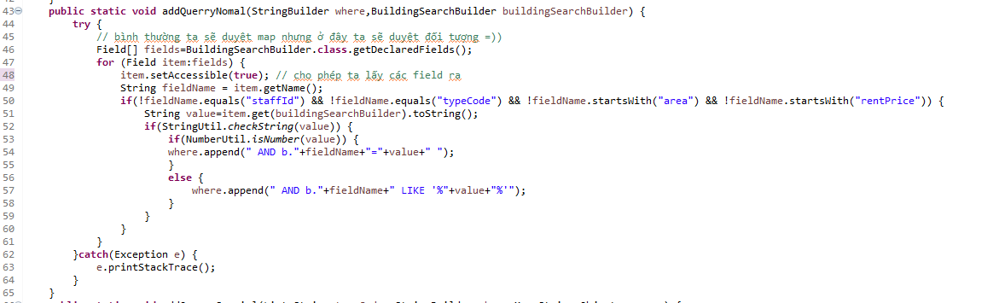 43 public static void addQuerryNomal(StringBuilder where,BuildingSearchBuilder buildingSearchBuilder) {
44 try {
45 // bình thường ta sẽ duyệt map nhưng ở đây ta sẽ duyệt đối tượng =))
46 Field[] fields=BuildingSearchBuilder.class.getDeclaredFields();
47 for (Field item:fields) {
48 item.setAccessible(true); // cho phép ta lấy các field ra
49 String fieldName = item.getName();
50 if(!fieldName.equals("staffId") && !fieldName.equals("typeCode") && !fieldName.startsWith("area") && !fieldName.startsWith("rentPrice")) {
51 String value=item.get(buildingSearchBuilder).toString();
52 if(StringUtil.checkString(value)) {
53 if(NumberUtil.isNumber(value)) {
54 where.append(" AND b."+fieldName+"="+value+" ");
55 }
56 else {
57 where.append(" AND b."+fieldName+" LIKE '%"+value+"%'");
58 }
59 }
60 }
61 }
62 }catch(Exception e) {
63 e.printStackTrace();
64 }
65 }